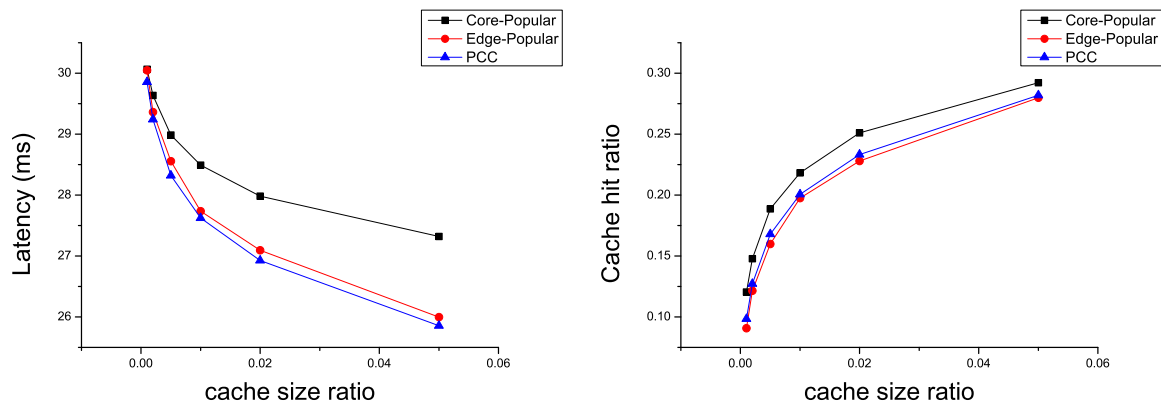 Core-Popular
Edge-Popular
PCC
30
29
28
27
26
Latency (ms)
0.00
0.02
0.04
0.06
cache size ratio
Core-Popular
Edge-Popular
PCC
0.30
0.25
0.20
0.15
0.10
Cache hit ratio
0.00
0.02
0.04
0.06
cache size ratio